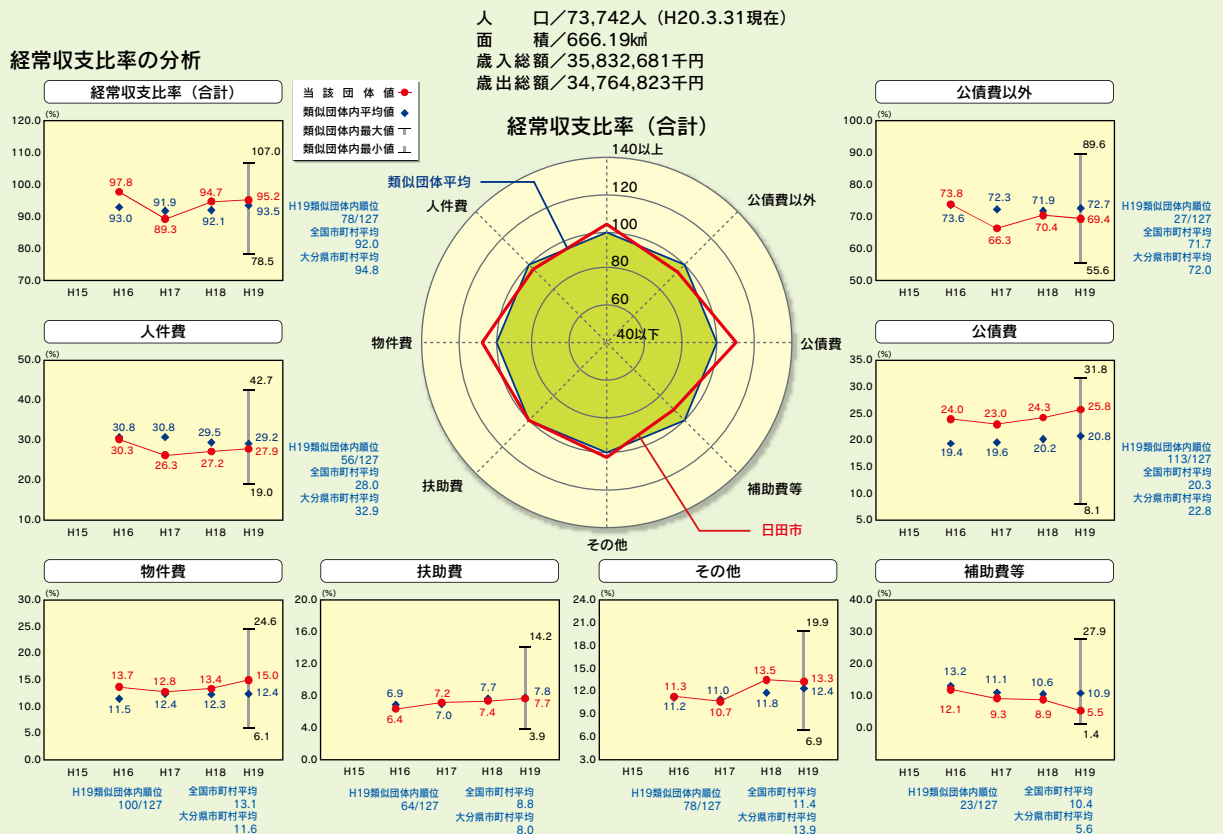 人　　口／73,742人（H20.3.31現在）
面　　積／666.19㎢
歳入総額／35,832,681千円
歳出総額／34,764,823千円
経常収支比率の分析
経常収支比率（合計）
(%)
120.0
110.0
100.0
90.0
80.0
70.0
97.8
93.0
91.9
89.3
94.7
92.1
107.0
95.2
93.5
78.5
H15
H16
H17
H18
H19
H19類似団体内順位
78/127
全国市町村平均
92.0
大分県市町村平均
94.8
当該団体値
類似団体内平均値
類似団体内最大値
類似団体内最小値
経常収支比率（合計）
140以上
120
100
80
60
40以下
類似団体平均
人件費
公債費以外
物件費
公債費
扶助費
補助費等
その他
日田市
公債費以外
(%)
100.0
90.0
80.0
70.0
60.0
50.0
73.8
73.6
72.3
66.3
71.9
70.4
89.6
72.7
69.4
55.6
H15
H16
H17
H18
H19
H19類似団体内順位
27/127
全国市町村平均
71.7
大分県市町村平均
72.0
人件費
(%)
50.0
40.0
30.0
20.0
10.0
30.8
30.3
30.8
26.3
29.5
27.2
42.7
29.2
27.9
19.0
H15
H16
H17
H18
H19
H19類似団体内順位
56/127
全国市町村平均
28.0
大分県市町村平均
32.9
公債費
(%)
35.0
30.0
25.0
20.0
15.0
10.0
5.0
24.0
19.4
23.0
19.6
24.3
20.2
31.8
25.8
20.8
8.1
H15
H16
H17
H18
H19
H19類似団体内順位
113/127
全国市町村平均
20.3
大分県市町村平均
22.8
物件費
(%)
30.0
25.0
20.0
15.0
10.0
5.0
0.0
13.7
11.5
12.8
12.4
13.4
12.3
24.6
15.0
12.4
6.1
H15
H16
H17
H18
H19
H19類似団体内順位
100/127
全国市町村平均
13.1
大分県市町村平均
11.6
扶助費
(%)
20.0
16.0
12.0
8.0
4.0
0.0
6.9
6.4
7.2
7.0
7.7
7.4
14.2
7.8
7.7
3.9
H15
H16
H17
H18
H19
H19類似団体内順位
64/127
全国市町村平均
8.8
大分県市町村平均
8.0
その他
(%)
24.0
21.0
18.0
15.0
12.0
9.0
6.0
3.0
11.3
11.2
11.0
10.7
13.5
11.8
19.9
13.3
12.4
6.9
H15
H16
H17
H18
H19
H19類似団体内順位
78/127
全国市町村平均
11.4
大分県市町村平均
13.9
補助費等
(%)
40.0
30.0
20.0
10.0
0.0
13.2
12.1
11.1
9.3
10.6
8.9
27.9
10.9
5.5
1.4
H15
H16
H17
H18
H19
H19類似団体内順位
23/127
全国市町村平均
10.4
大分県市町村平均
5.6